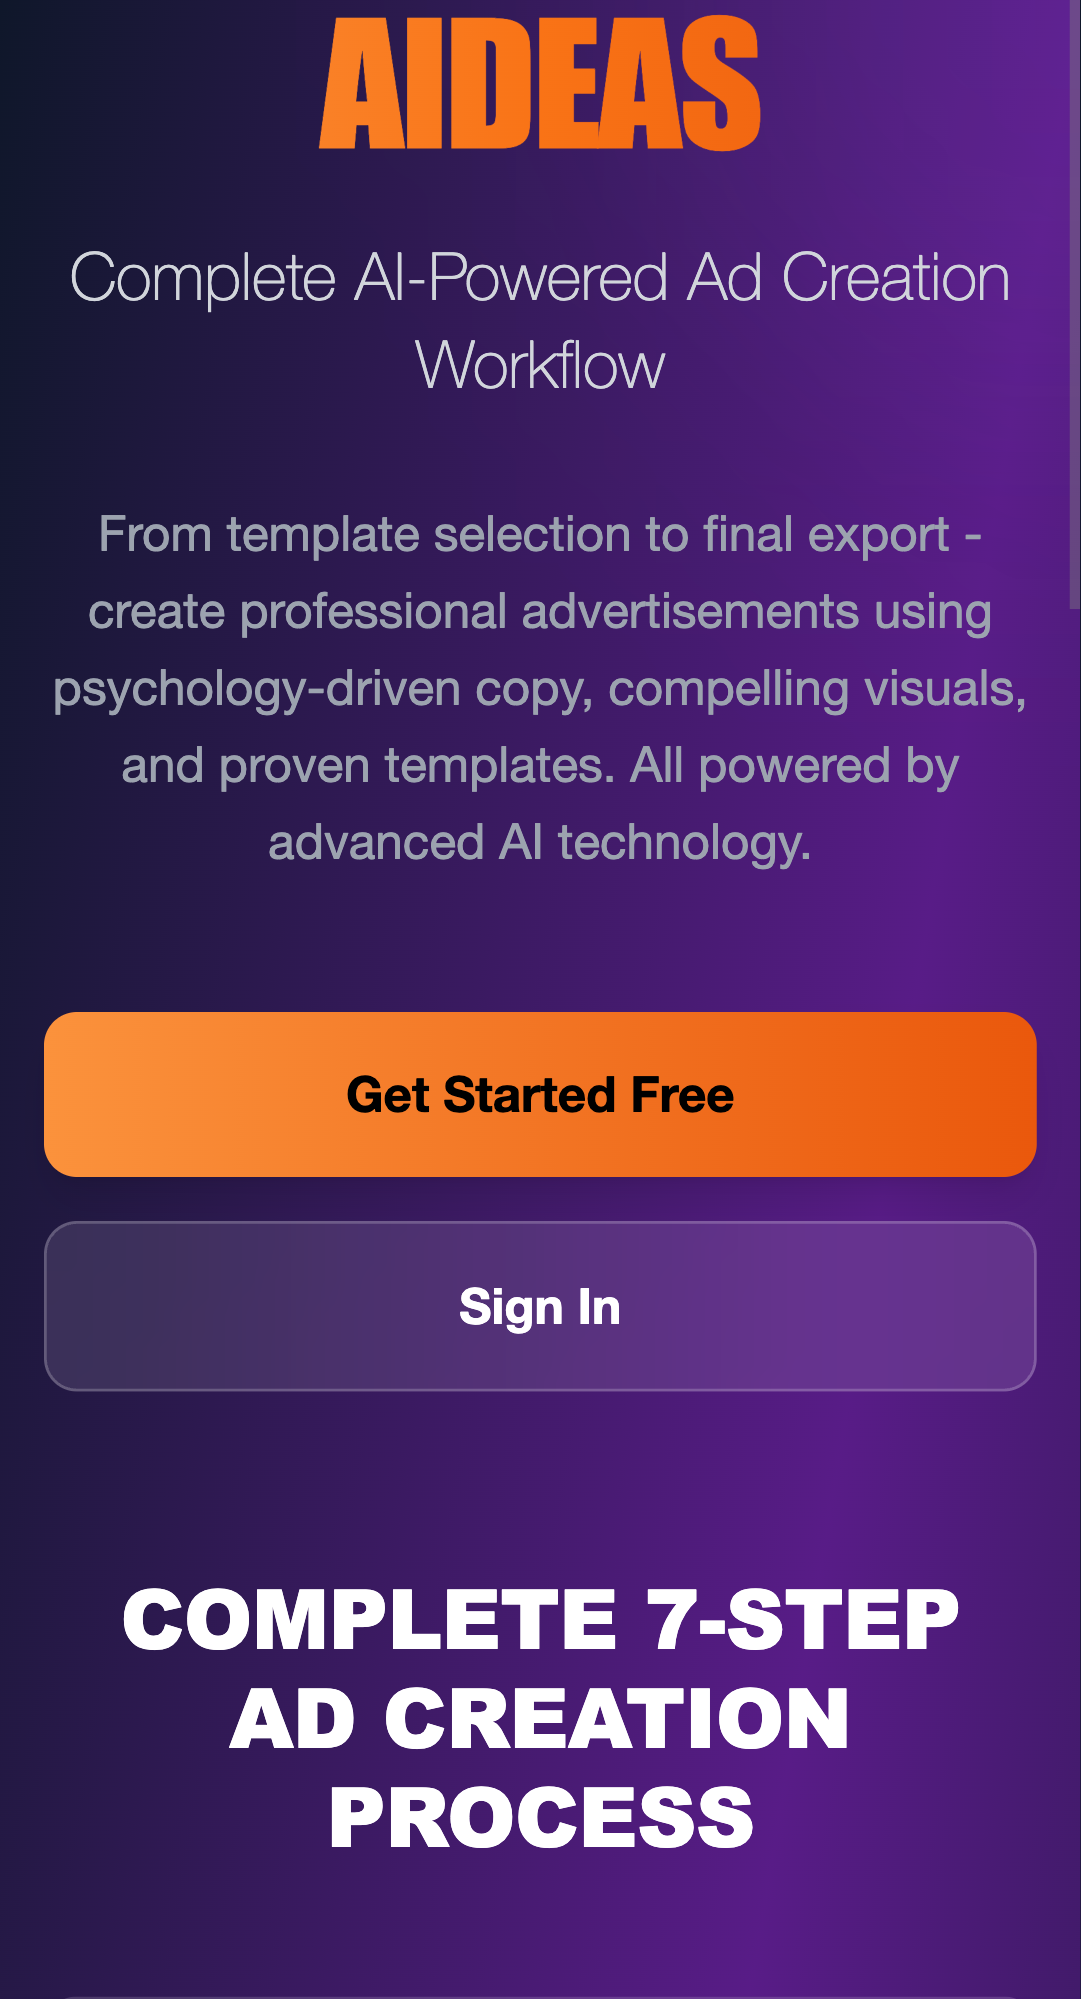 AIDEAS
Complete AI-Powered Ad Creation
Workflow
From template selection to final export -
create professional advertisements using
psychology-driven copy, compelling visuals,
and proven templates. All powered by
advanced AI technology.
Get Started Free
Sign In
COMPLETE 7-STEP
AD CREATION
PROCESS